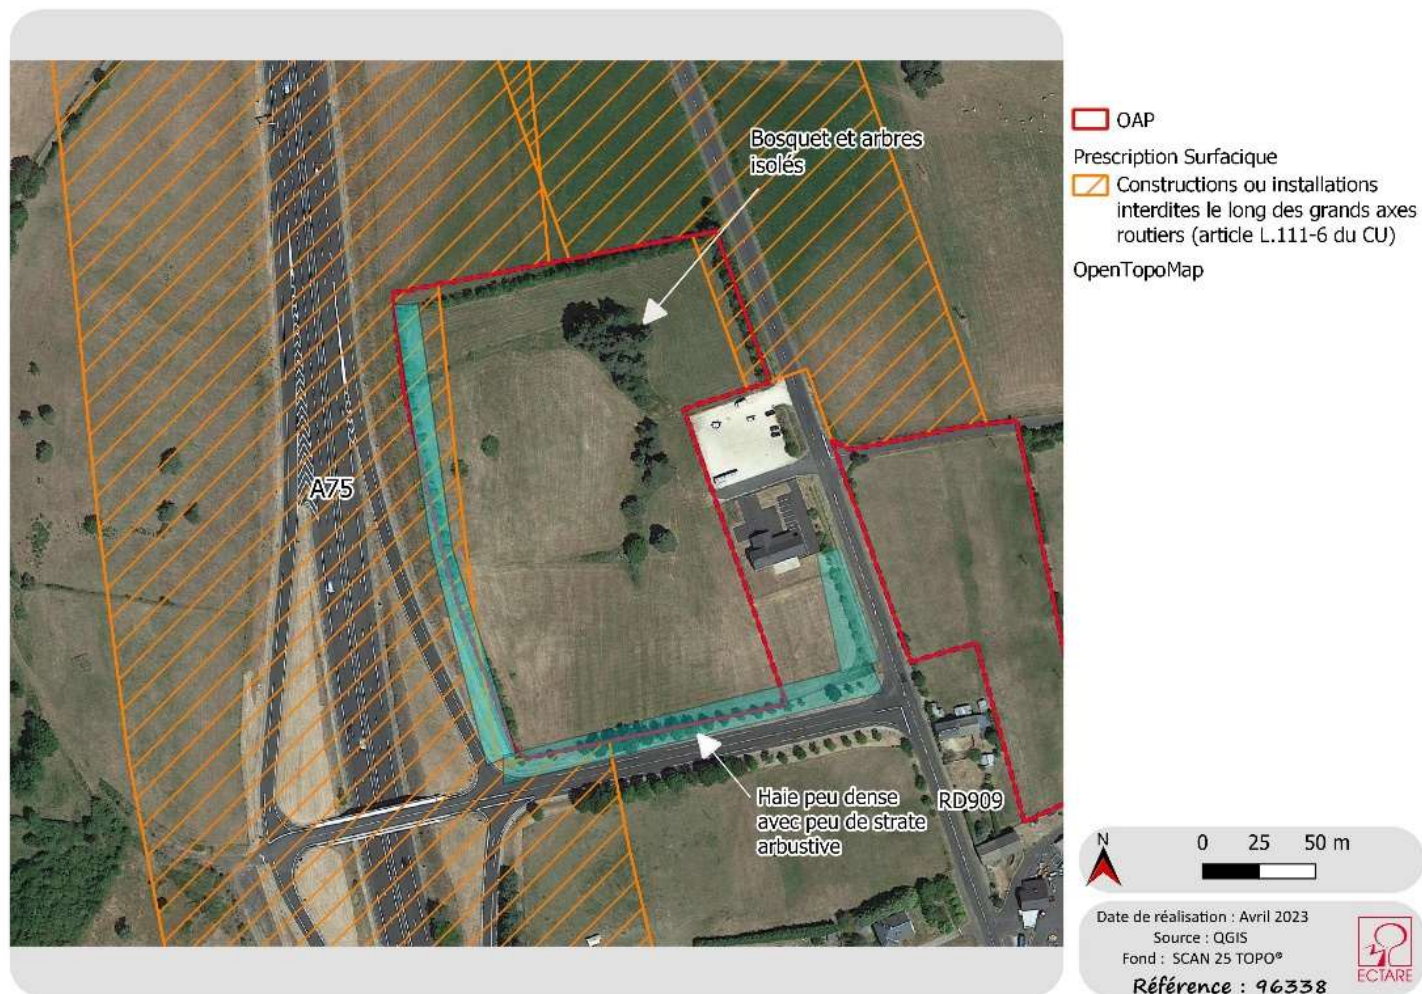 Bosquet et arbres
isolés
A75
Haie peu dense
avec peu de strate
arbustive
RD909
OAP
Prescription Surfacique
Constructions ou installations
interdites le long des grands axes
routiers (article L.111-6 du CU)
OpenTopoMap
N
0 25 50 m
Date de réalisation : Avril 2023
Source : QGIS
Fond : SCAN 25 TOPO®
Référence : 96338
ECTARE